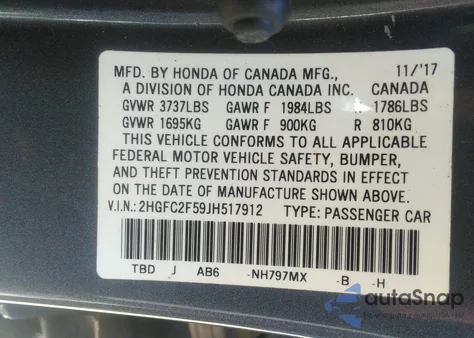 MFD. BY HONDA OF CANADA MFG., 11/'17
A DIVISION OF HONDA CANADA INC. CANADA
GVWR 3737LBS GAWR F 1984LBS R 1786LBS
GVWR 1695KG GAWR F 900KG R 810KG
THIS VEHICLE CONFORMS TO ALL APPLICABLE
FEDERAL MOTOR VEHICLE SAFETY, BUMPER,
AND THEFT PREVENTION STANDARDS IN EFFECT
ON THE DATE OF MANUFACTURE SHOWN ABOVE.
V.I.N.: 2HGFC2F59JH517912 TYPE: PASSENGER CAR
TBD J AB6 -NH797MX -B -H
autoSnap